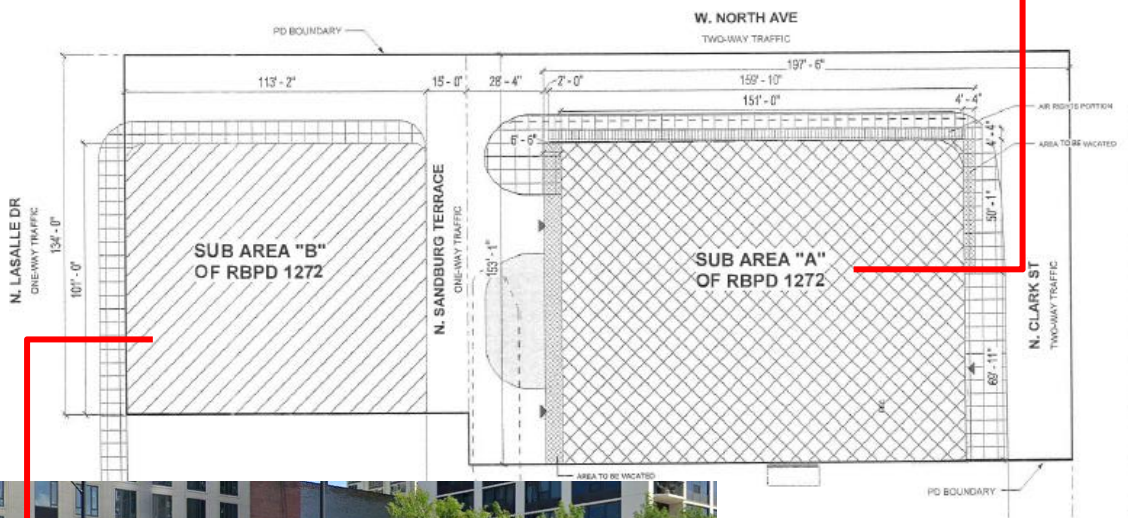 W. NORTH AVE
TWO-WAY TRAFFIC
PD BOUNDARY
197' - 6"
113' - 2"
15' - 0"
28' - 4"
2' - 0"
159' - 10"
151' - 0"
4' - 4"
AIR RIGHTS PORTION
4' - 4"
AREA TO BE VACATED
6' - 6"
N. LASALLE DR
ONE-WAY TRAFFIC
134' - 0"
101' - 0"
SUB AREA "B"
OF RBPD 1272
N. SANDBURG TERRACE
ONE-WAY TRAFFIC
153' - 1"
SUB AREA "A"
OF RBPD 1272
50' - 1"
N. CLARK ST
TWO-WAY TRAFFIC
69' - 11"
AREA TO BE VACATED
PD BOUNDARY